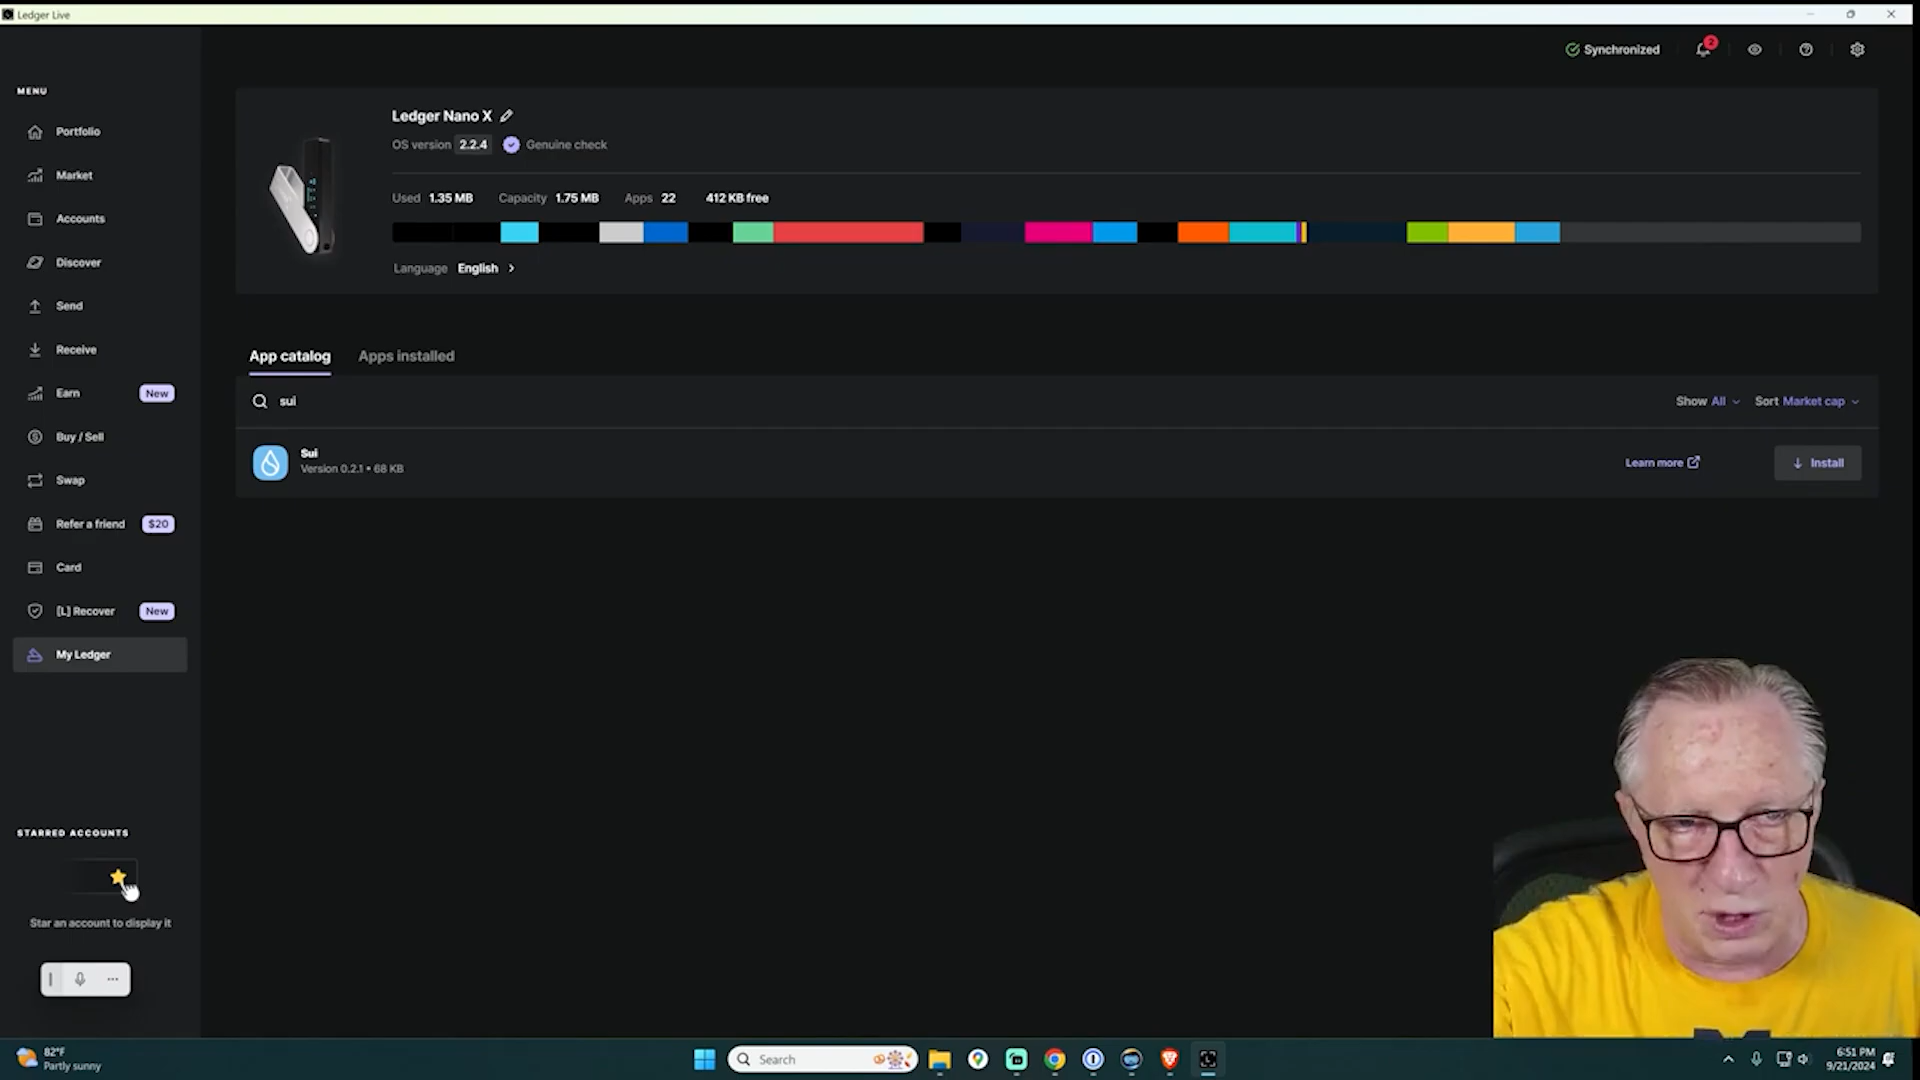 Ledger Live
Synchronized
2
MENU
Portfolio
Market
Accounts
Discover
Send
Receive
Earn New
Buy / Sell
Swap
Refer a friend $20
Card
[L] Recover New
My Ledger
STARRED ACCOUNTS
Star an account to display it
Ledger Nano X
OS version 2.2.4 Genuine check
Used 1.35 MB Capacity 1.75 MB Apps 22 412 KB free
Language English
App catalog Apps installed
sui
Show All Sort Market cap
Sui
Version 0.2.1 • 68 KB
Learn more
Install
82°F
Partly sunny
Search
6:51 PM
9/21/2024